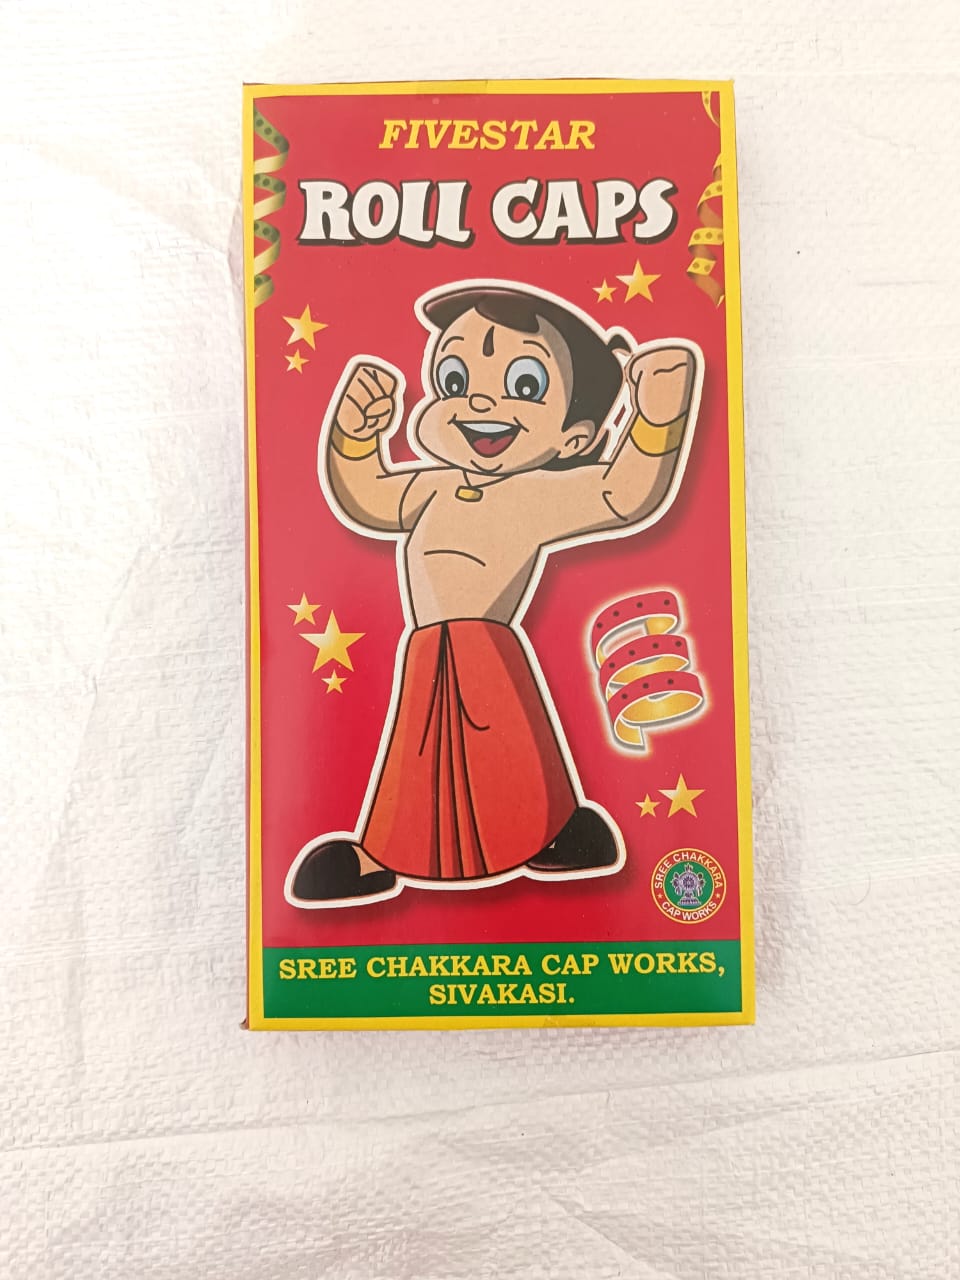 FIVESTAR
ROLL CAPS
SREE CHAKKARA
CAP WORKS
SREE CHAKKARA CAP WORKS,
SIVAKASI.